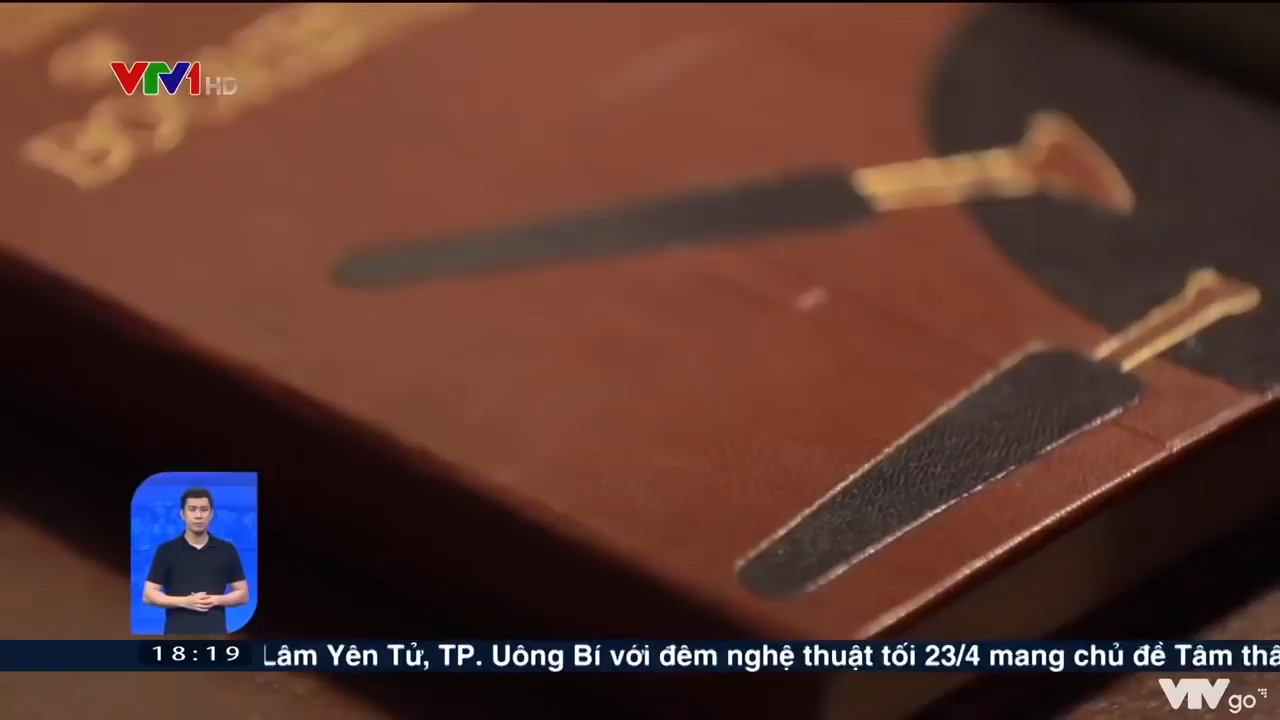 VTV1 HD
18:19 Lâm Yên Tử, TP. Uông Bí với đêm nghệ thuật tối 23/4 mang chủ đề Tâm thâ
VTV go